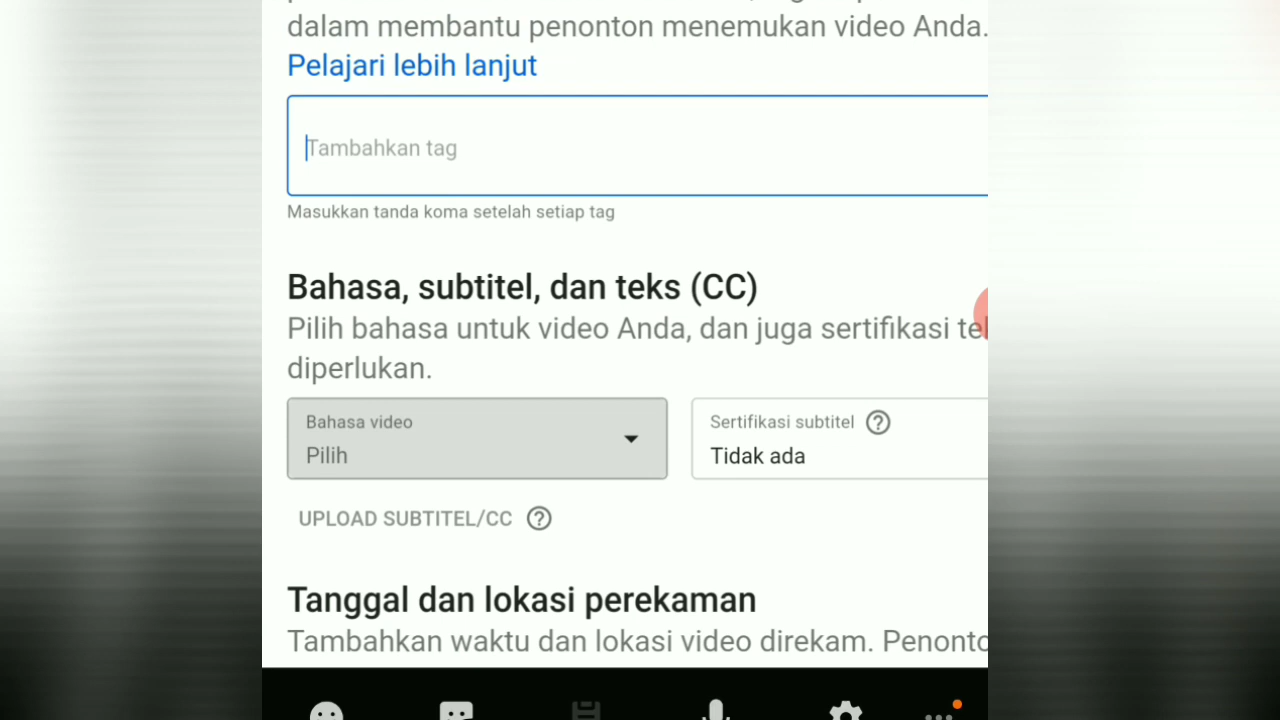 dalam membantu penonton menemukan video Anda.
Pelajari lebih lanjut
Tambahkan tag
Masukkan tanda koma setelah setiap tag
Bahasa, subtitel, dan teks (CC)
Pilih bahasa untuk video Anda, dan juga sertifikasi
diperlukan.
Bahasa video
Pilih
Sertifikasi subtitel
Tidak ada
UPLOAD SUBTITEL/CC
Tanggal dan lokasi perekaman
Tambahkan waktu dan lokasi video direkam.